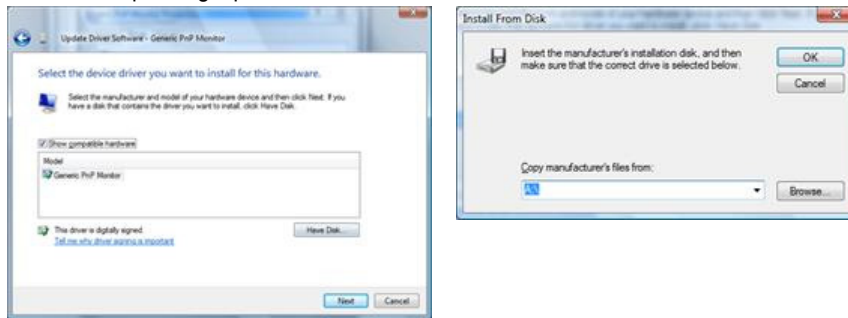 Update Driver Software - Generic PnP Monitor
Select the device driver you want to install for this hardware.
Select the manufacturer and model of your hardware device and then click Next. If you
have a disk that contains the driver you want to install, click Have Disk.
Show compatible hardware
Model
Generic PnP Monitor
This driver is digitally signed.
Tell me why driver signing is important
Have Disk...
Next
Cancel
Install From Disk
Insert the manufacturer's installation disk, and then
make sure that the correct drive is selected below.
OK
Cancel
Copy manufacturer's files from:
A:\
Browse...